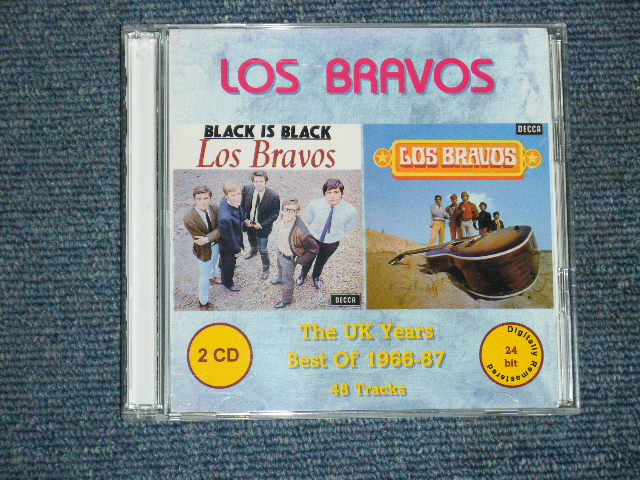 LOS BRAVOS
BLACK IS BLACK
Los Bravos
DECCA
DECCA
LOS BRAVOS
The UK Years
Best Of 1966-87
48 Tracks
2 CD
Digitally Remastered
24
bit